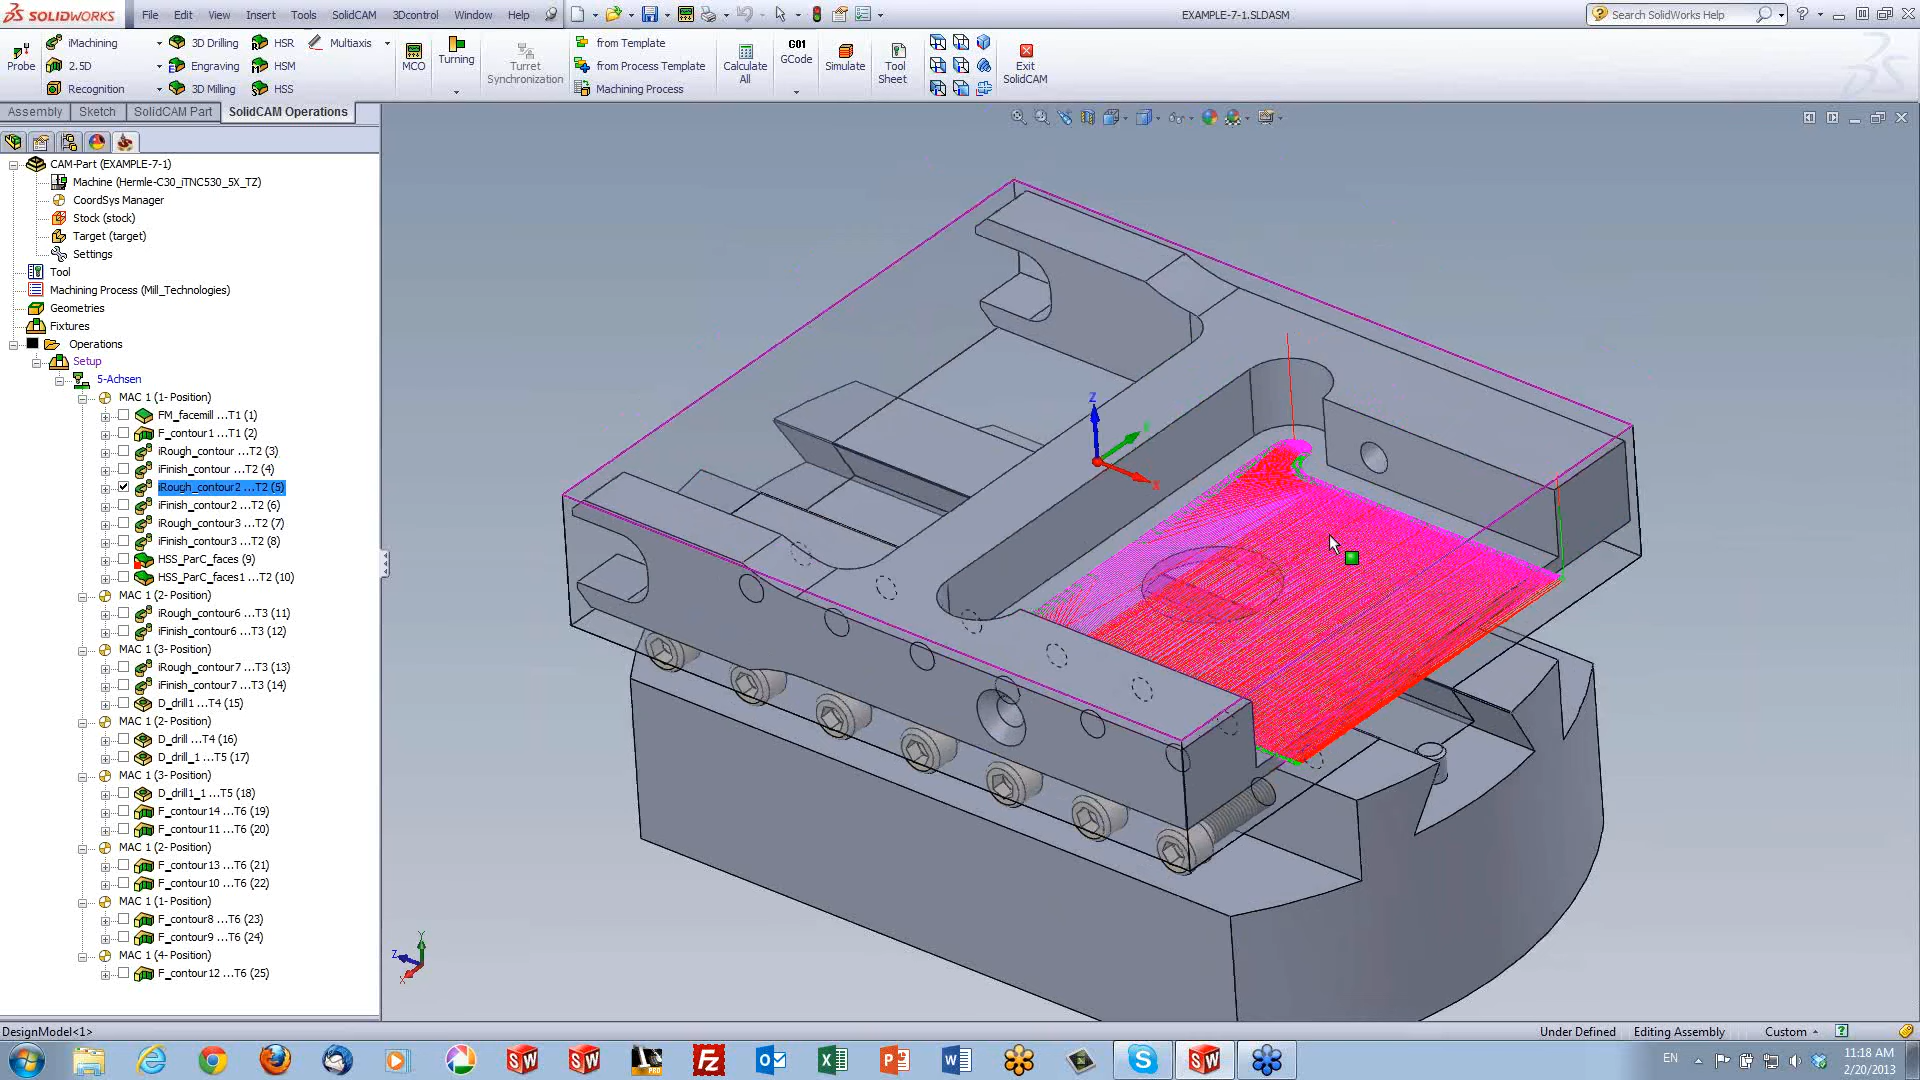 SOLIDWORKS File Edit View Insert Tools SolidCAM 3Dcontrol Window Help EXAMPLE-7-1.SLDASM Search SolidWorks Help
Probe
iMachining
2.5D
Recognition
3D Drilling
Engraving
3D Milling
HSR
HSM
HSS
Multiaxis
MCO
Turning
Turret
Synchronization
from Template
from Process Template
Machining Process
Calculate
All
G01
GCode
Simulate
Tool
Sheet
Exit
SolidCAM
Assembly Sketch SolidCAM Part SolidCAM Operations
CAM-Part (EXAMPLE-7-1)
Machine (Hermle-C30_iTNC530_5X_TZ)
CoordSys Manager
Stock (stock)
Target (target)
Settings
Tool
Machining Process (Mill_Technologies)
Geometries
Fixtures
Operations
Setup
5-Achsen
MAC 1 (1- Position)
FM_facemill ...T1 (1)
F_contour1 ...T1 (2)
iRough_contour ...T2 (3)
iFinish_contour ...T2 (4)
iRough_contour2 ...T2 (5)
iFinish_contour2 ...T2 (6)
iRough_contour3 ...T2 (7)
iFinish_contour3 ...T2 (8)
HSS_ParC_faces (9)
HSS_ParC_faces1 ...T2 (10)
MAC 1 (2- Position)
iRough_contour6 ...T3 (11)
iFinish_contour6 ...T3 (12)
MAC 1 (3- Position)
iRough_contour7 ...T3 (13)
iFinish_contour7 ...T3 (14)
D_drill1 ...T4 (15)
MAC 1 (2- Position)
D_drill ...T4 (16)
D_drill_1 ...T5 (17)
MAC 1 (3- Position)
D_drill1_1 ...T5 (18)
F_contour14 ...T6 (19)
F_contour11 ...T6 (20)
MAC 1 (2- Position)
F_contour13 ...T6 (21)
F_contour10 ...T6 (22)
MAC 1 (1- Position)
F_contour8 ...T6 (23)
F_contour9 ...T6 (24)
MAC 1 (4- Position)
F_contour12 ...T6 (25)
Z
X
Y
Z
X
DesignModel<1> Under Defined Editing Assembly Custom
EN
11:18 AM
2/20/2013